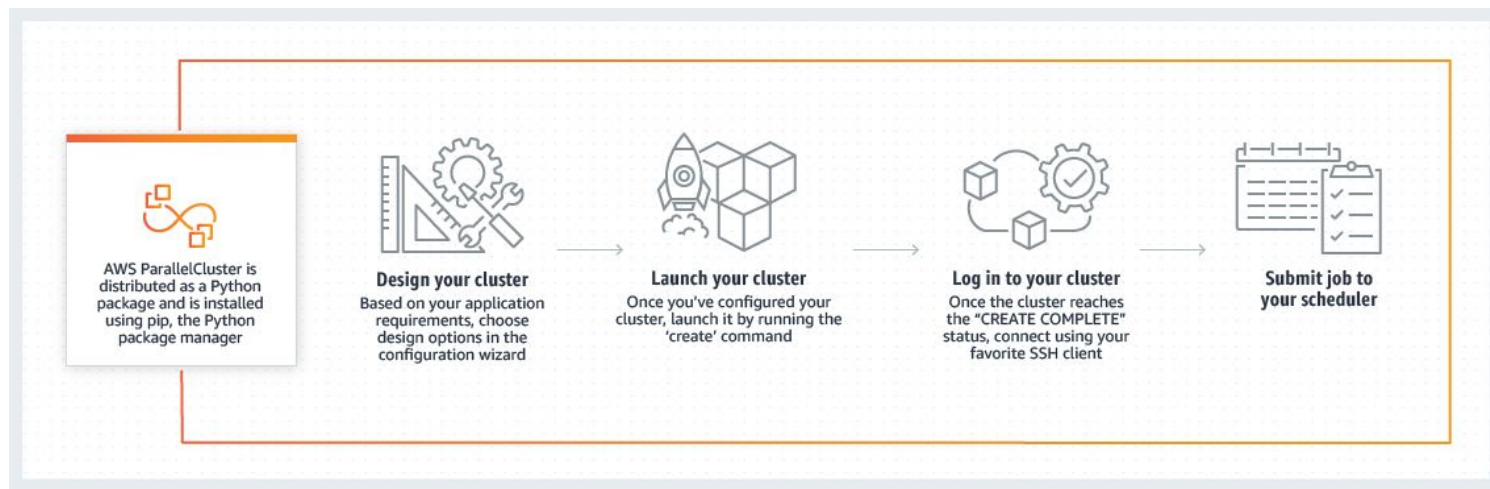 AWS ParallelCluster is
distributed as a Python
package and is installed
using pip, the Python
package manager
Design your cluster
Based on your application
requirements, choose
design options in the
configuration wizard
Launch your cluster
Once you've configured your
cluster, launch it by running the
'create' command
Log in to your cluster
Once the cluster reaches
the “CREATE COMPLETE”
status, connect using your
favorite SSH client
Submit job to
your scheduler